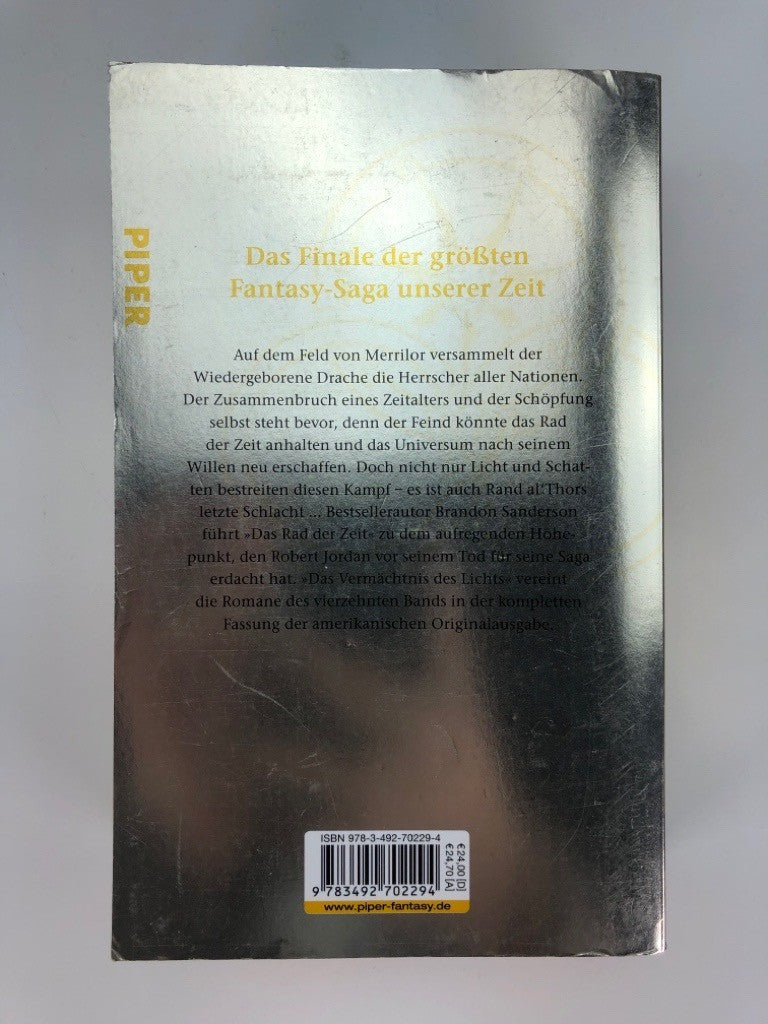 PIPER
Das Finale der größten
Fantasy-Saga unserer Zeit
Auf dem Feld von Merrilor versammelt der
Wiedergeborene Drache die Herrscher aller Nationen.
Der Zusammenbruch eines Zeitalters und der Schöpfung
selbst steht bevor, denn der Feind könnte das Rad
der Zeit anhalten und das Universum nach seinem
Willen neu erschaffen. Doch nicht nur Licht und Schat-
ten bestreiten diesen Kampf – es ist auch Rand al'Thors
letzte Schlacht ... Bestsellerautor Brandon Sanderson
führt »Das Rad der Zeit« zu dem aufregenden Höhe-
punkt, den Robert Jordan vor seinem Tod für seine Saga
erdacht hat. »Das Vermächtnis des Lichts« vereint
die Romane des vierzehnten Bands in der kompletten
Fassung der amerikanischen Originalausgabe.
ISBN 978-3-492-70229-4
9 783492 702294
€ 24,00 [D]
€ 24,70 [A]
www.piper-fantasy.de